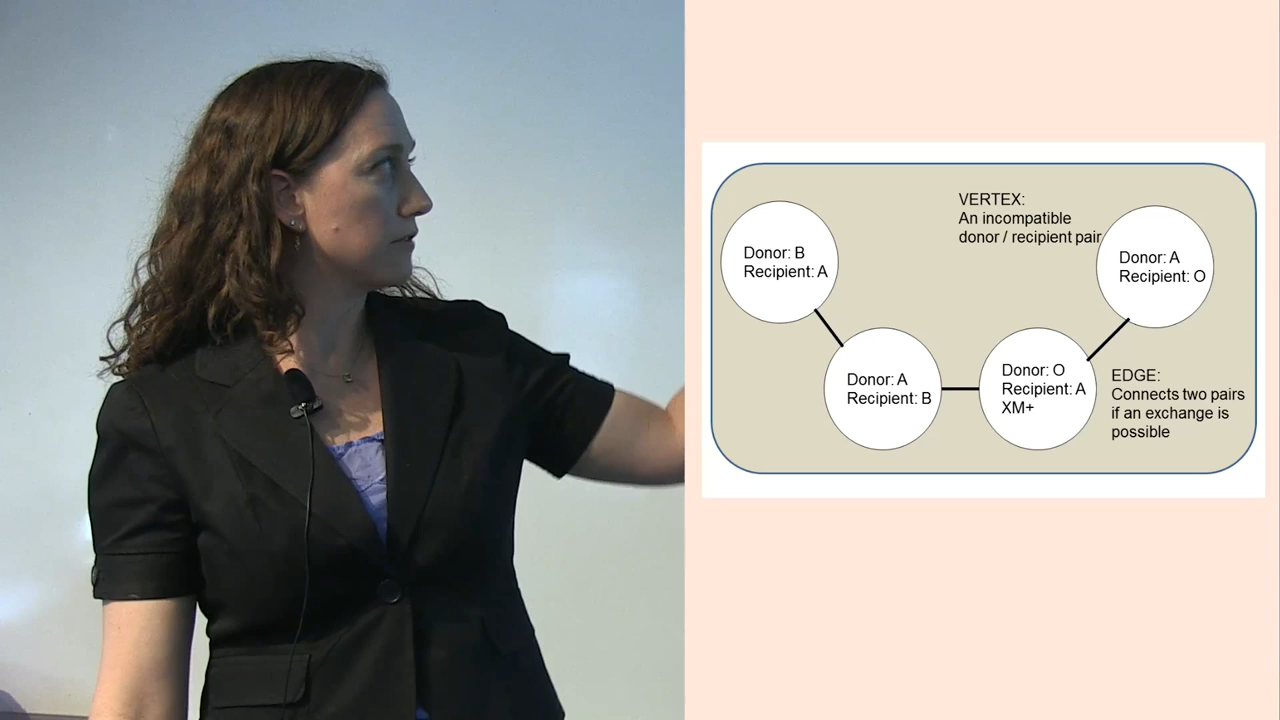 VERTEX:
An incompatible
donor / recipient pair
Donor: B
Recipient: A
Donor: A
Recipient: O
Donor: A
Recipient: B
Donor: O
Recipient: A
XM+
EDGE:
Connects two pairs
if an exchange is
possible